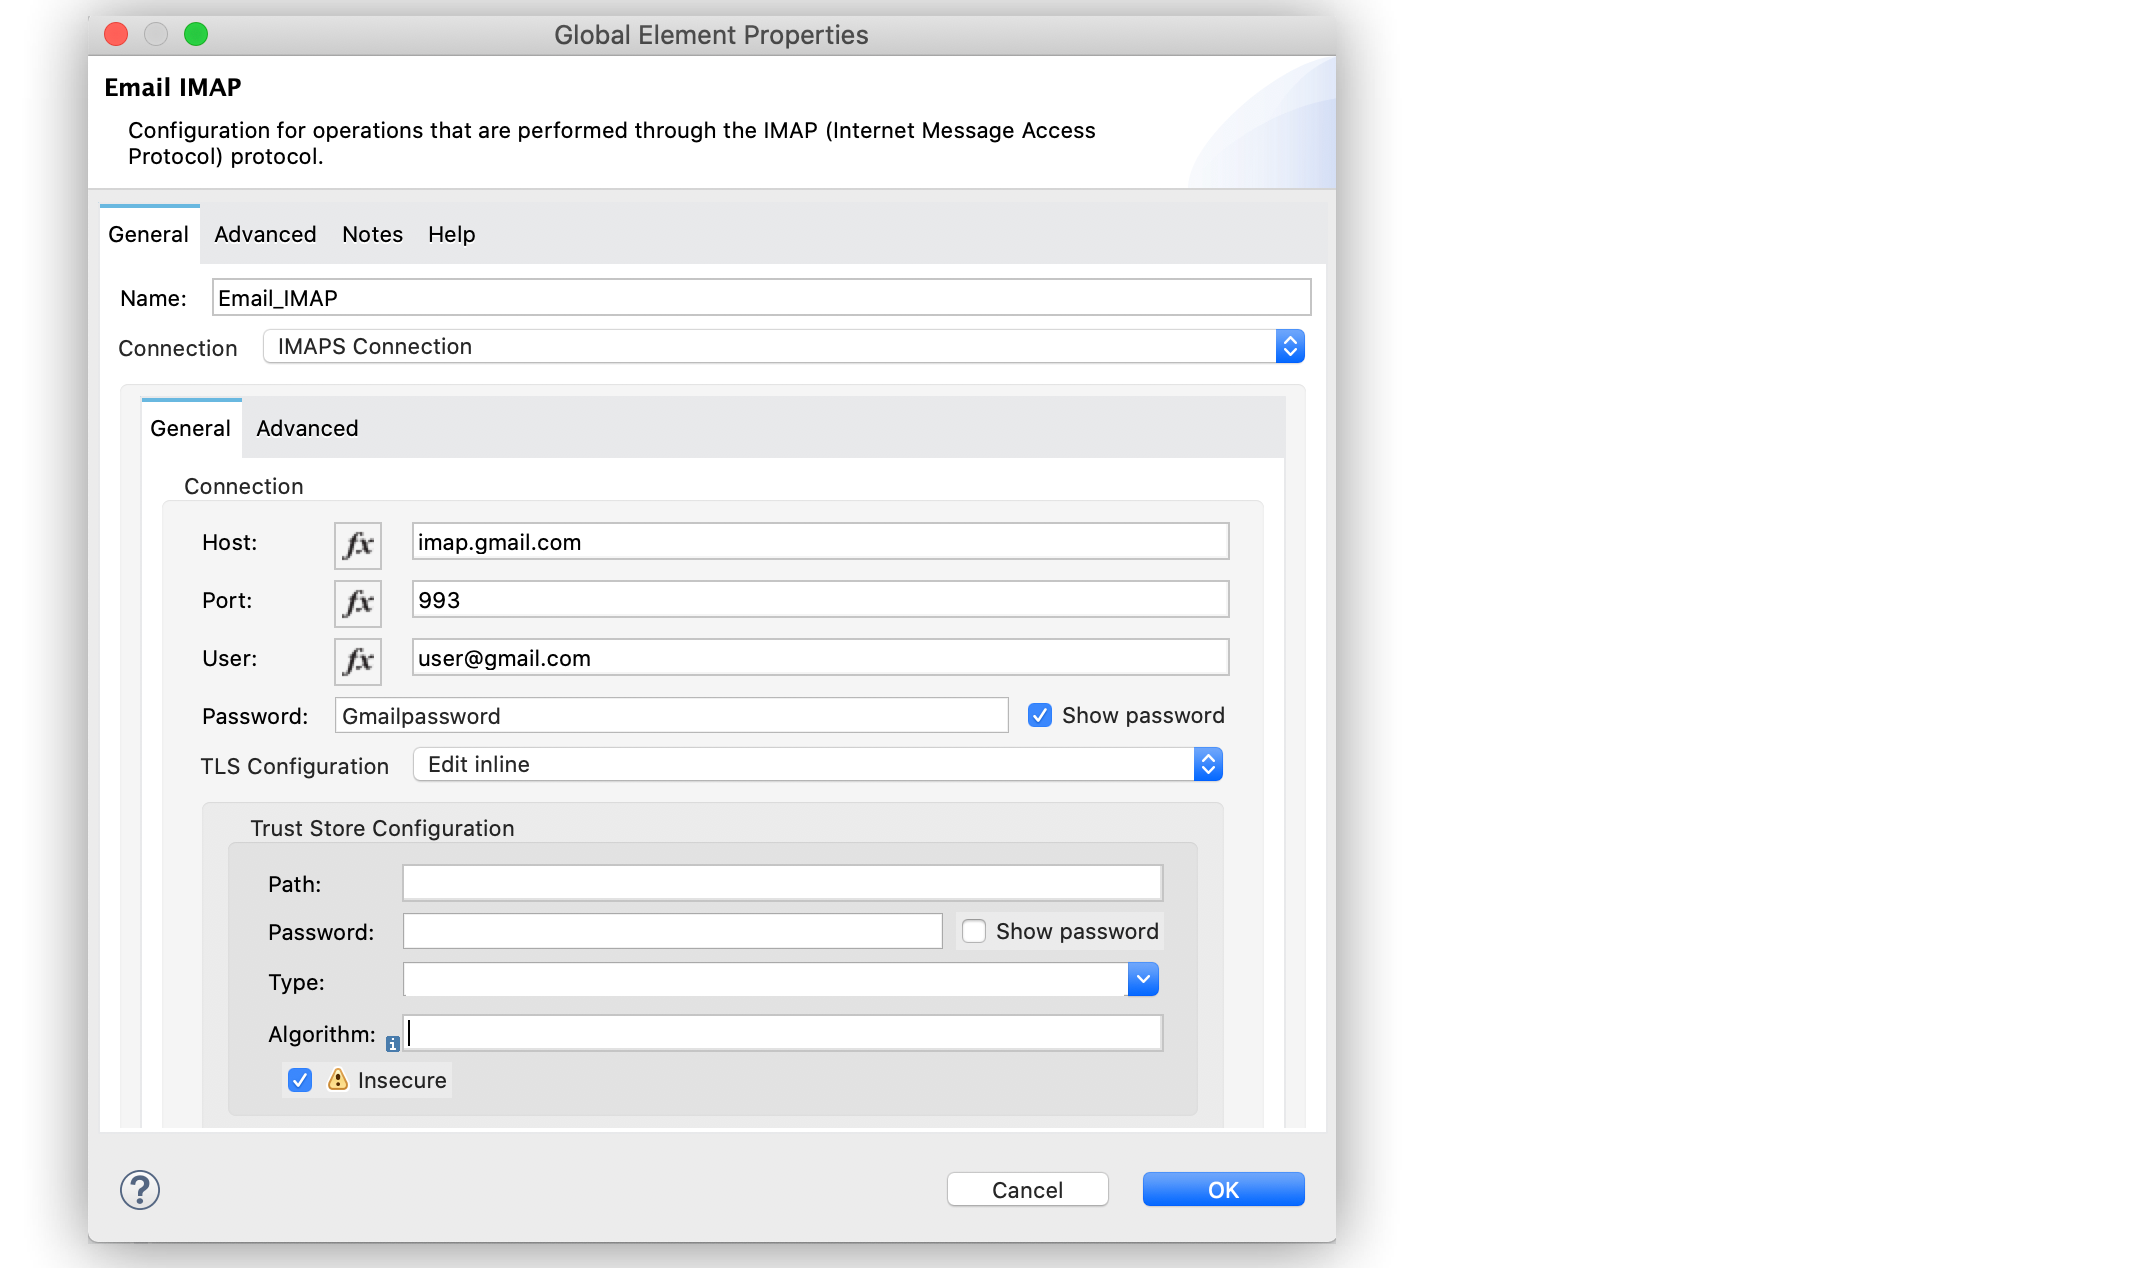 Global Element Properties
Email IMAP
Configuration for operations that are performed through the IMAP (Internet Message Access
Protocol) protocol.
General Advanced Notes Help
Name: Email_IMAP
Connection IMAPS Connection
General Advanced
Connection
Host: fx imap.gmail.com
Port: fx 993
User: fx user@gmail.com
Password: Gmailpassword Show password
TLS Configuration Edit inline
Trust Store Configuration
Path:
Password: Show password
Type:
Algorithm: i
Insecure
? Cancel OK